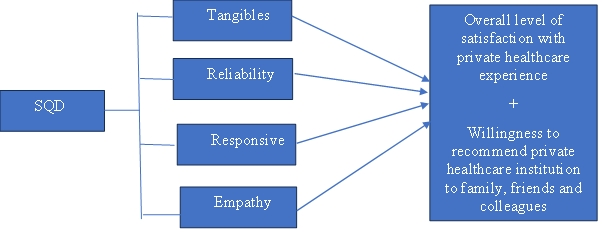 Tangibles
Reliability
SQD
Responsive
Empathy
Overall level of
satisfaction with
private healthcare
experience
+
Willingness to
recommend private
healthcare institution
to family, friends and
colleagues